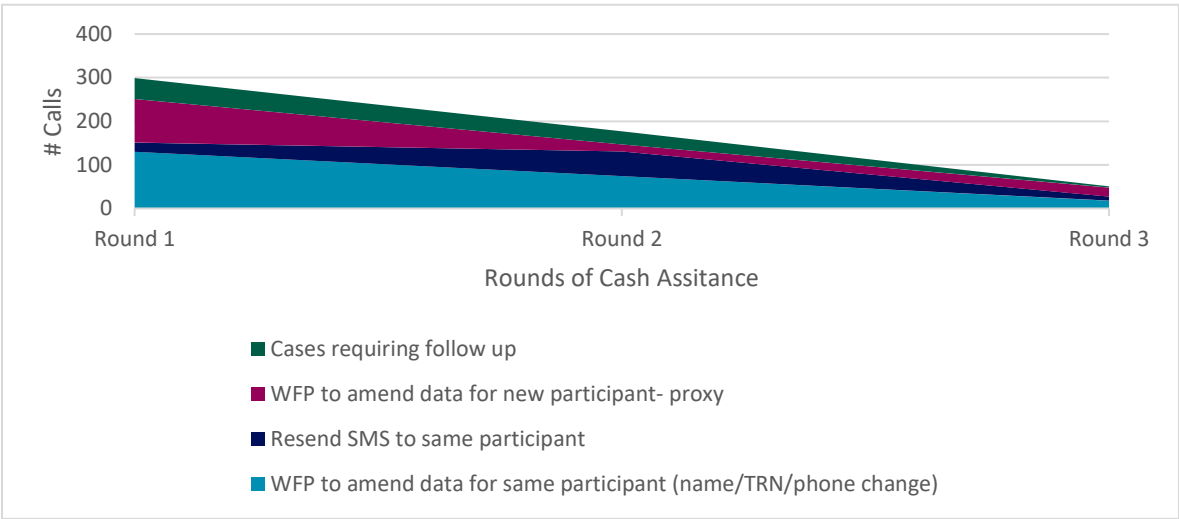 400
300
200
100
0
# Calls
Round 1
Round 2
Round 3
Rounds of Cash Assitance
Cases requiring follow up
WFP to amend data for new participant- proxy
Resend SMS to same participant
WFP to amend data for same participant (name/TRN/phone change)